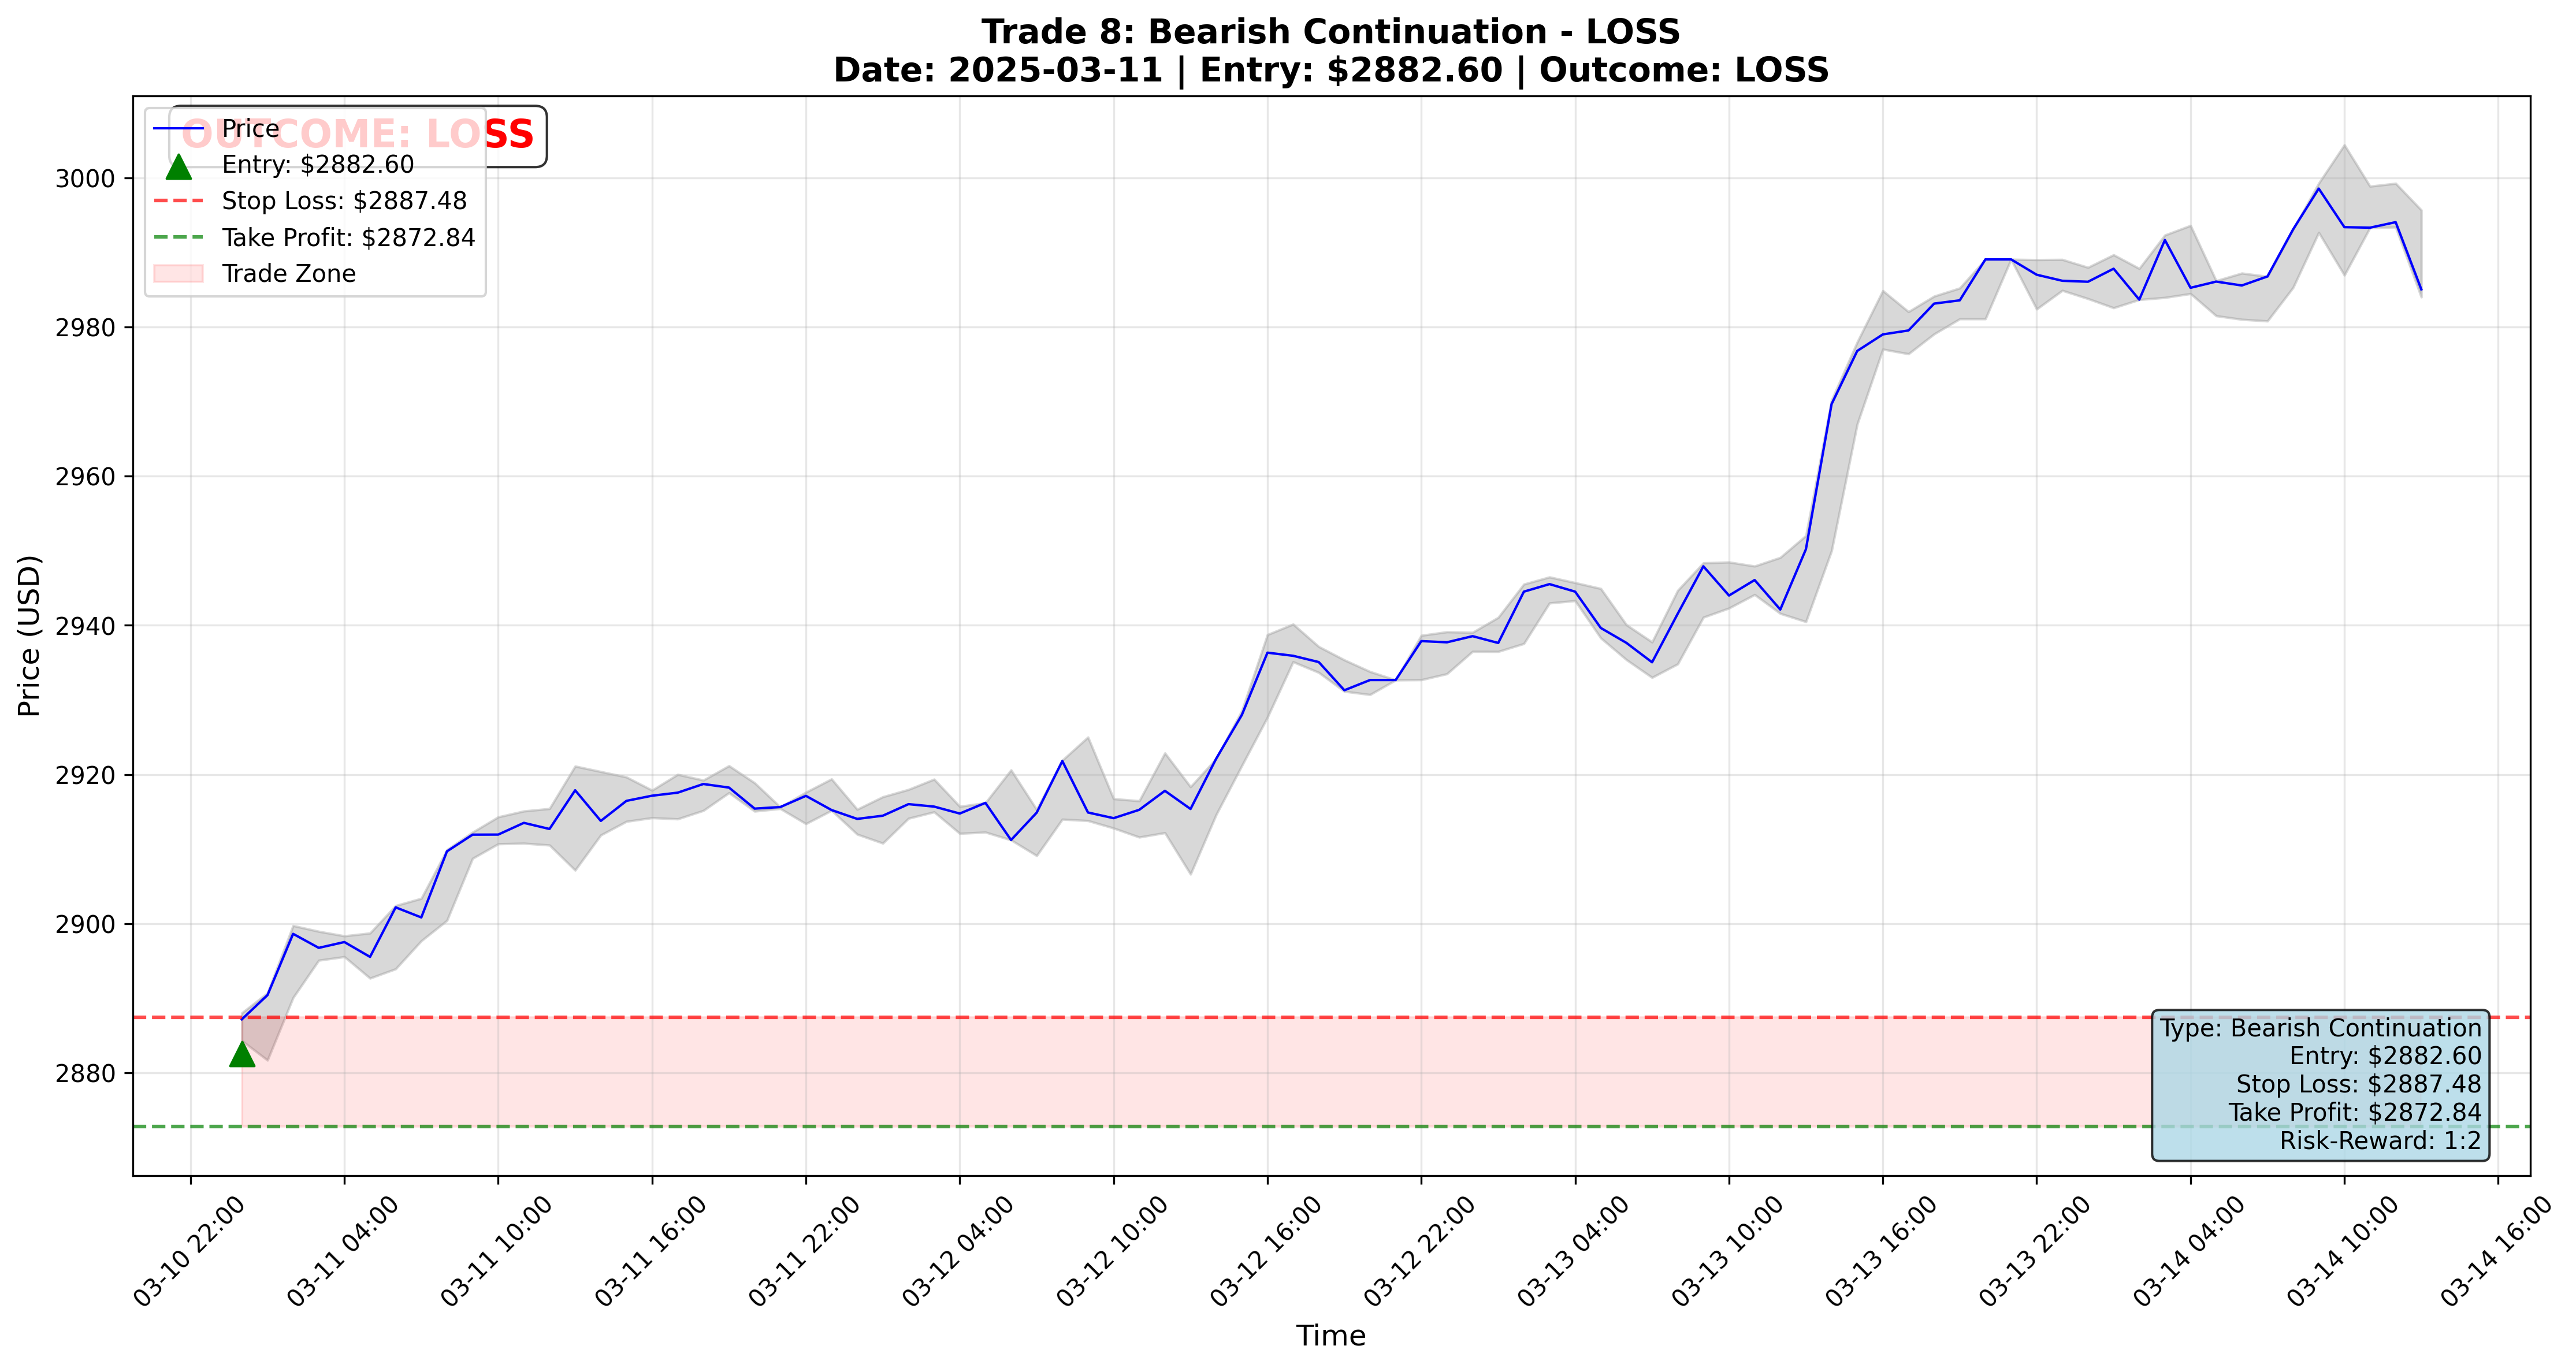 Trade 8: Bearish Continuation - LOSS
Date: 2025-03-11 | Entry: $2882.60 | Outcome: LOSS
OUTCOME: LOSS
Price
Entry: $2882.60
Stop Loss: $2887.48
Take Profit: $2872.84
Trade Zone
Price (USD)
3000
2980
2960
2940
2920
2900
2880
Type: Bearish Continuation
Entry: $2882.60
Stop Loss: $2887.48
Take Profit: $2872.84
Risk-Reward: 1:2
03-10 22:00
03-11 04:00
03-11 10:00
03-11 16:00
03-11 22:00
03-12 04:00
03-12 10:00
03-12 16:00
03-12 22:00
03-13 04:00
03-13 10:00
03-13 16:00
03-13 22:00
03-14 04:00
03-14 10:00
03-14 16:00
Time